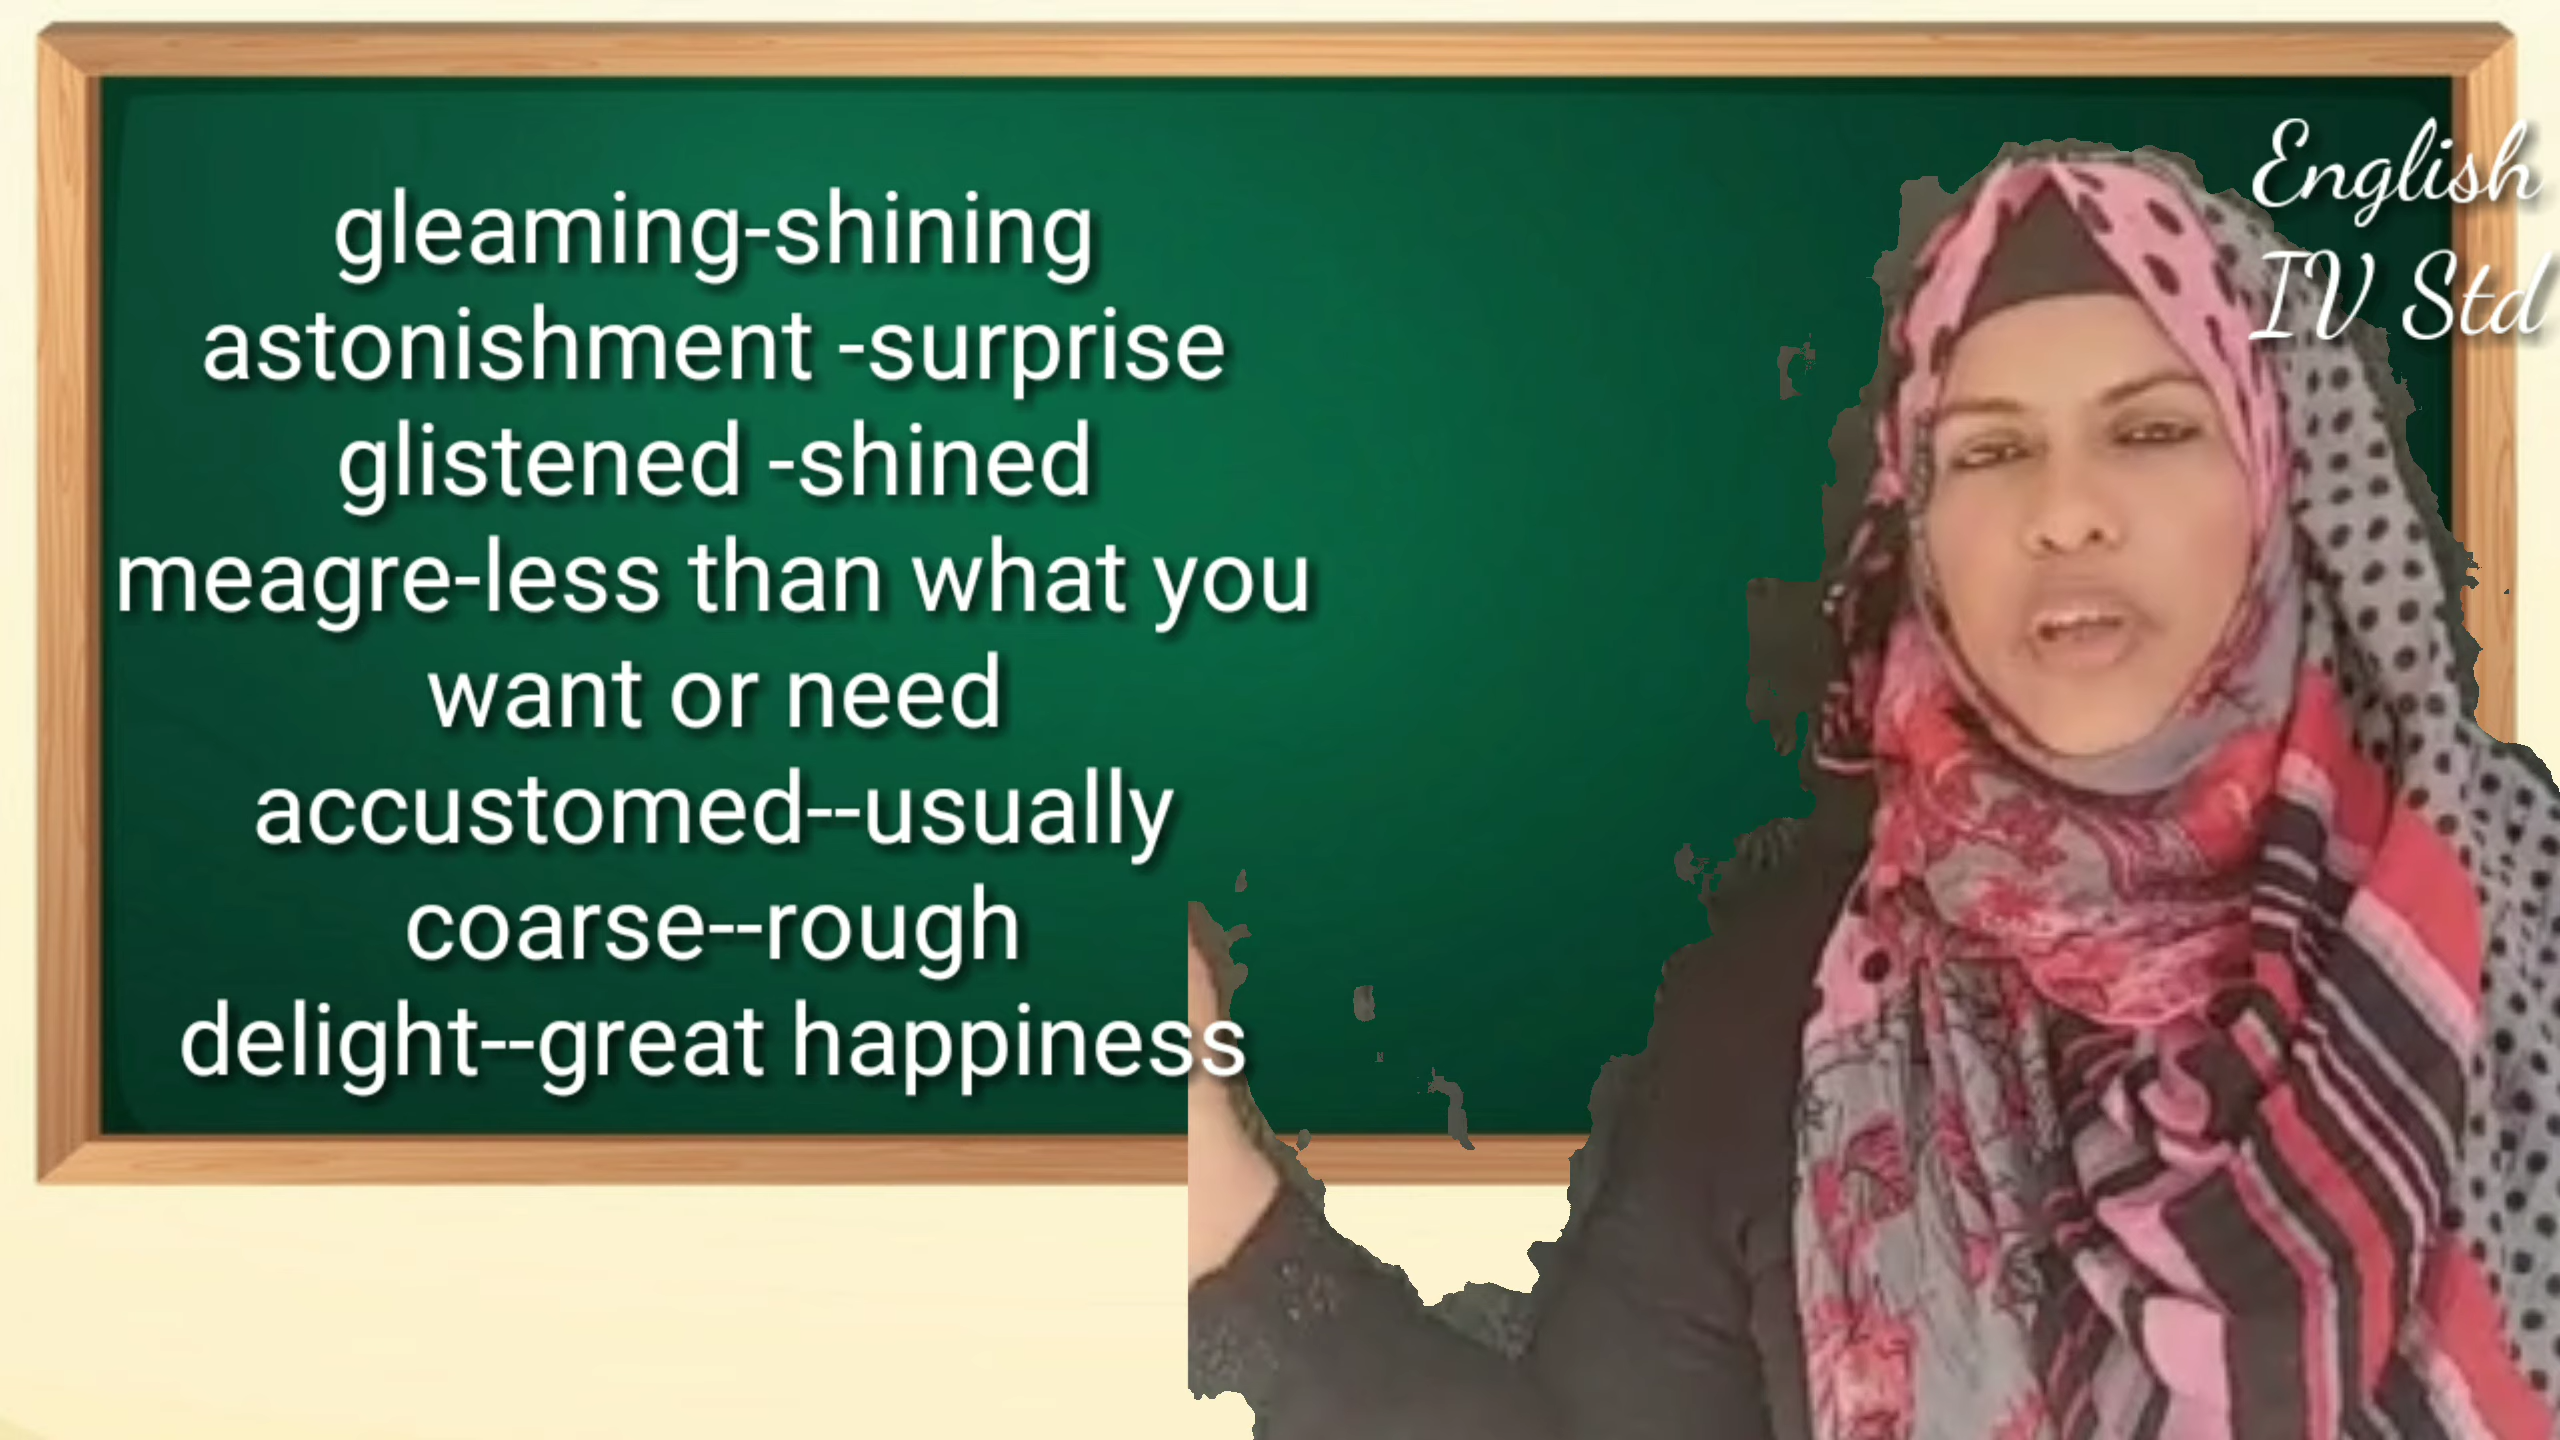 gleaming-shining
astonishment -surprise
glistened -shined
meagre-less than what you
want or need
accustomed--usually
coarse--rough
delight--great happiness
English
IV Std